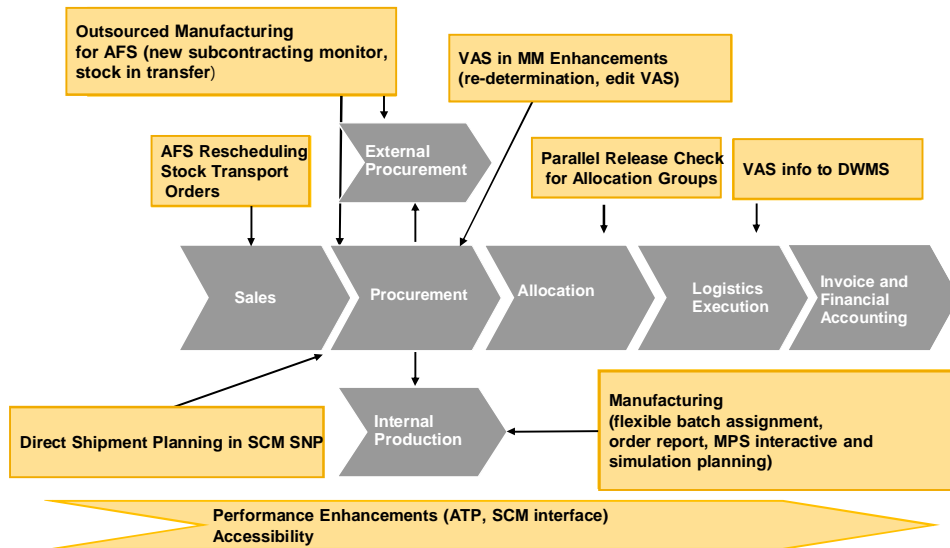 Outsourced Manufacturing
for AFS (new subcontracting monitor,
stock in transfer)
VAS in MM Enhancements
(re-determination, edit VAS)
AFS Rescheduling
Stock Transport
Orders
External
Procurement
Parallel Release Check
for Allocation Groups
VAS info to DWMS
Sales
Procurement
Allocation
Logistics
Execution
Invoice and
Financial
Accounting
Direct Shipment Planning in SCM SNP
Internal
Production
Manufacturing
(flexible batch assignment,
order report, MPS interactive and
simulation planning)
Performance Enhancements (ATP, SCM interface)
Accessibility